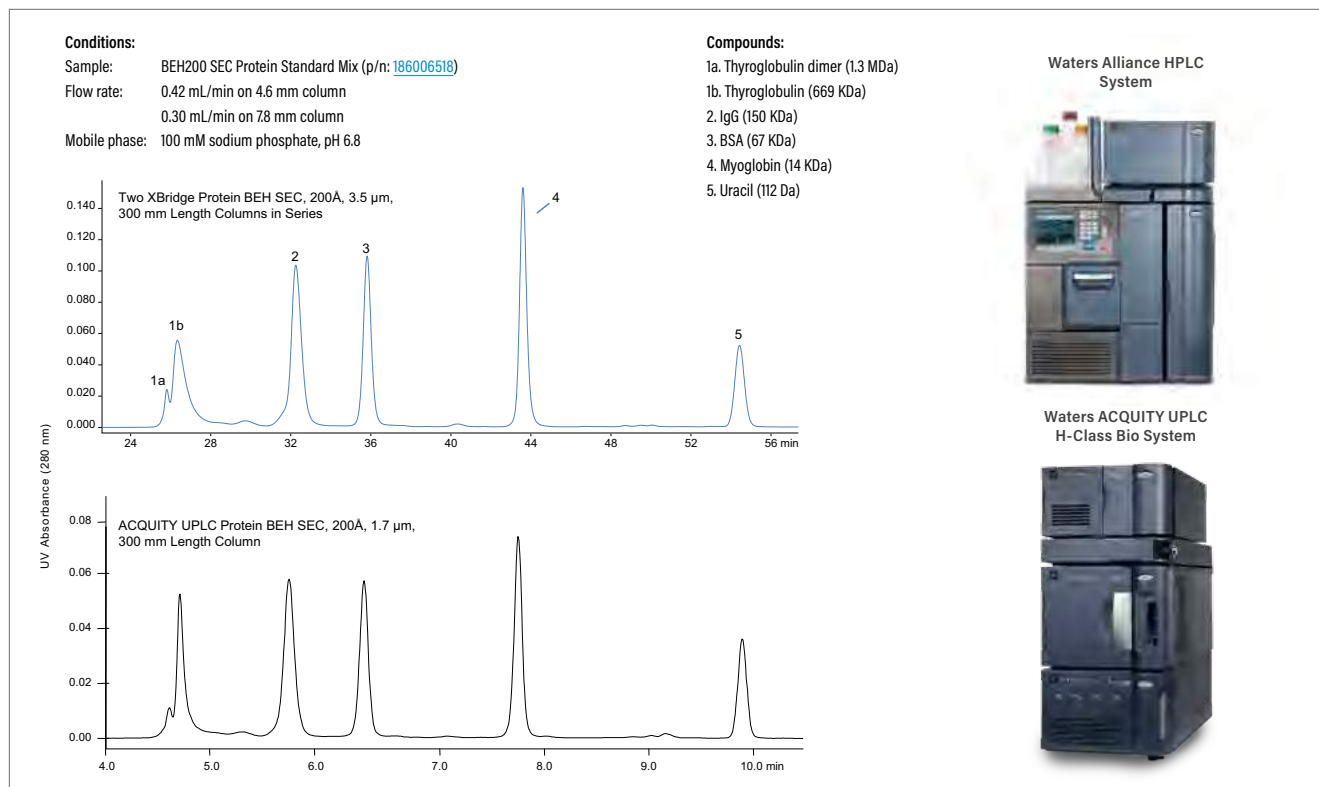 Conditions:
Sample: BEH200 SEC Protein Standard Mix (p/n: 186006518)
Flow rate: 0.42 mL/min on 4.6 mm column
0.30 mL/min on 7.8 mm column
Mobile phase: 100 mM sodium phosphate, pH 6.8
Compounds:
1a. Thyroglobulin dimer (1.3 MDa)
1b. Thyroglobulin (669 KDa)
2. IgG (150 KDa)
3. BSA (67 KDa)
4. Myoglobin (14 KDa)
5. Uracil (112 Da)
Waters Alliance HPLC
System
Two XBridge Protein BEH SEC, 200Å, 3.5 µm,
300 mm Length Columns in Series
0.140
0.120
0.100
0.080
0.060
0.040
0.020
0.000
1a
1b
2
3
4
5
24 28 32 36 40 44 48 52 56 min
Waters ACQUITY UPLC
H-Class Bio System
UV Absorbance (280 nm)
ACQUITY UPLC Protein BEH SEC, 200Å, 1.7 µm,
300 mm Length Column
0.08
0.06
0.04
0.02
0.00
4.0 5.0 6.0 7.0 8.0 9.0 10.0 min